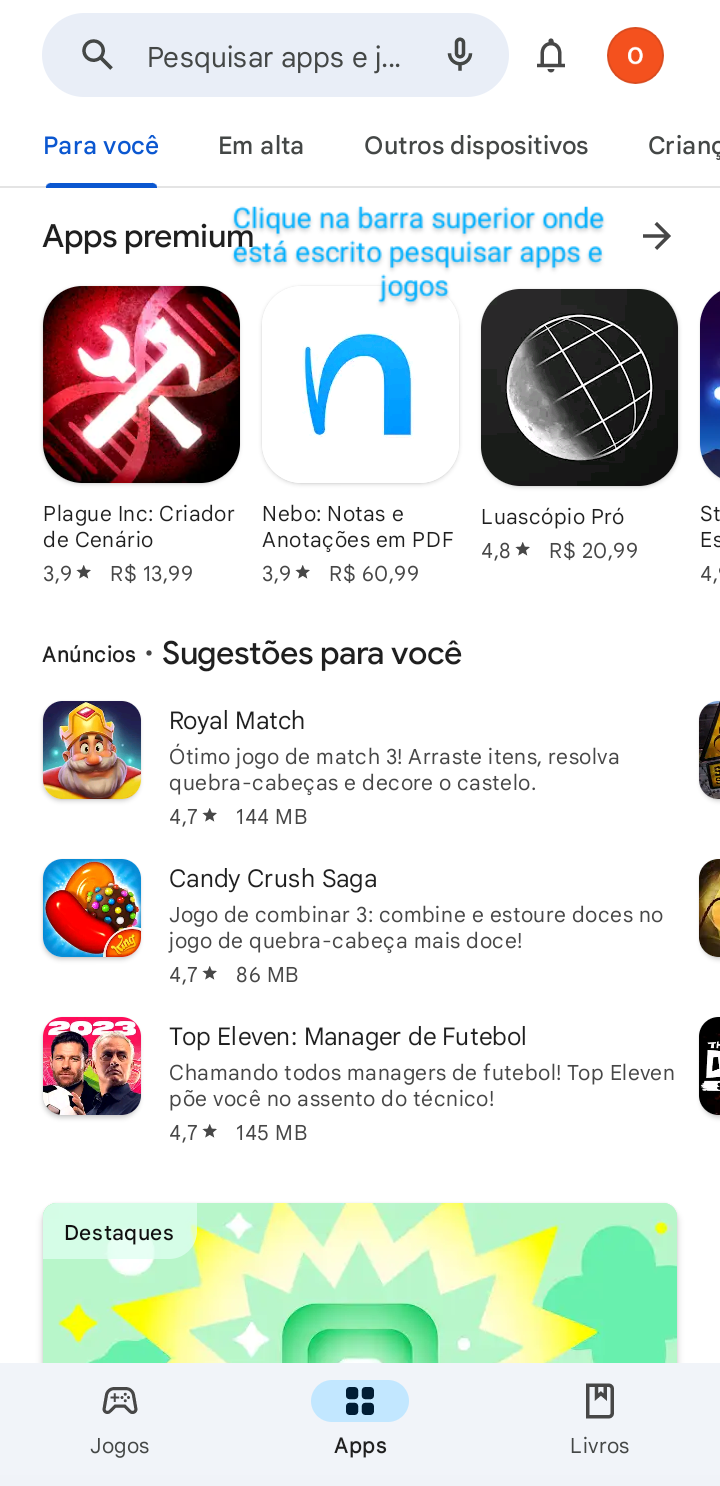 Pesquisar apps e j...
O
Para você
Em alta
Outros dispositivos
Crianç
Apps premium
Clique na barra superior onde
está escrito pesquisar apps e
jogos
Plague Inc: Criador
de Cenário
3,9★ R$ 13,99
Nebo: Notas e
Anotações em PDF
3,9★ R$ 60,99
Luascópio Pró
4,8★ R$ 20,99
St
Es
4,
Anúncios • Sugestões para você
Royal Match
Ótimo jogo de match 3! Arraste itens, resolva
quebra-cabeças e decore o castelo.
4,7★ 144 MB
king
Candy Crush Saga
Jogo de combinar 3: combine e estoure doces no
jogo de quebra-cabeça mais doce!
4,7★ 86 MB
2023
Top Eleven: Manager de Futebol
Chamando todos managers de futebol! Top Eleven
põe você no assento do técnico!
4,7★ 145 MB
Destaques
Jogos
Apps
Livros